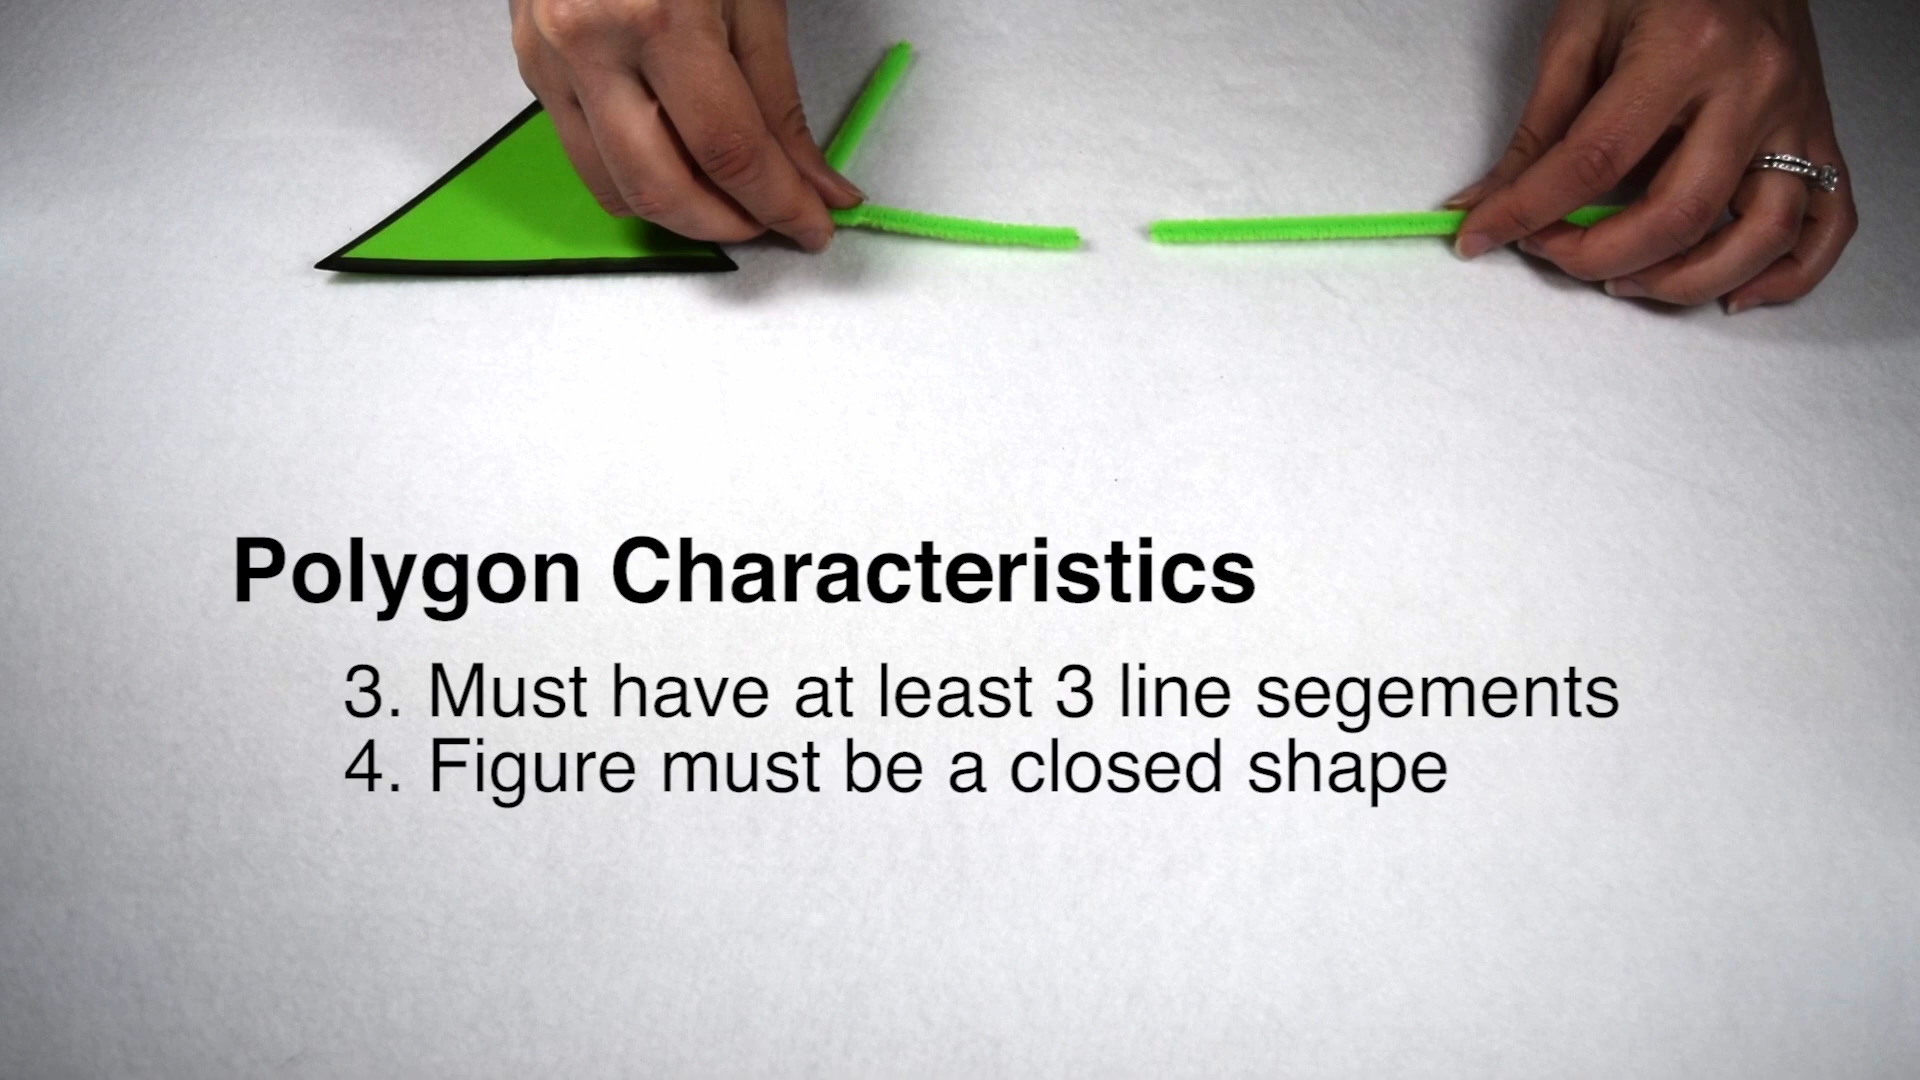 Polygon Characteristics
3. Must have at least 3 line segements
4. Figure must be a closed shape